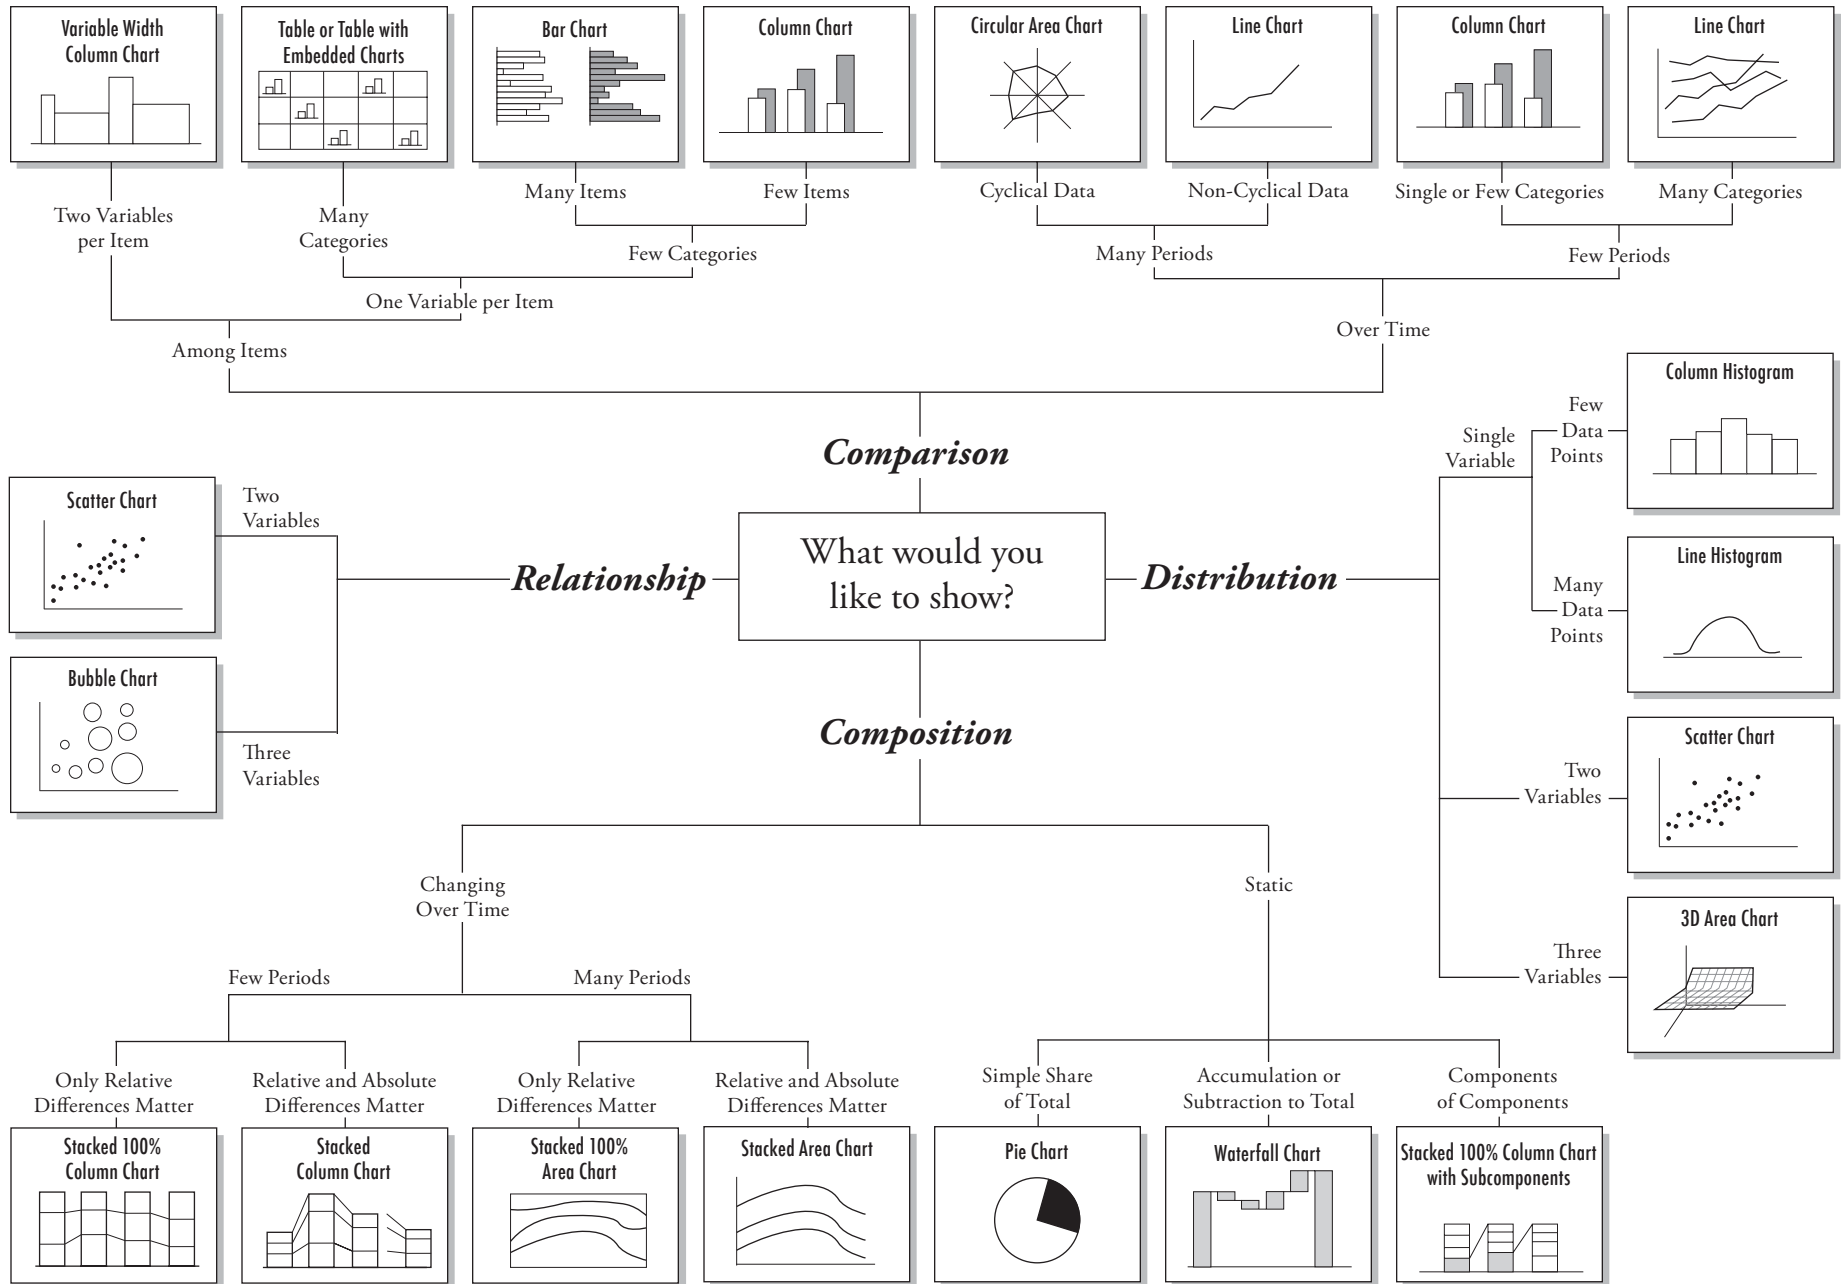 Variable Width
Column Chart
Table or Table with
Embedded Charts
Bar Chart
Column Chart
Circular Area Chart
Line Chart
Column Chart
Line Chart
Two Variables
per Item
Many
Categories
Many Items
Few Items
Cyclical Data
Non-Cyclical Data
Single or Few Categories
Many Categories
Few Categories
Many Periods
Few Periods
One Variable per Item
Among Items
Over Time
Comparison
What would you
like to show?
Relationship
Two
Variables
Scatter Chart
Three
Variables
Bubble Chart
Distribution
Single
Variable
Few
Data
Points
Column Histogram
Many
Data
Points
Line Histogram
Two
Variables
Scatter Chart
Three
Variables
3D Area Chart
Composition
Changing
Over Time
Static
Few Periods
Many Periods
Only Relative
Differences Matter
Relative and Absolute
Differences Matter
Only Relative
Differences Matter
Relative and Absolute
Differences Matter
Simple Share
of Total
Accumulation or
Subtraction to Total
Components
of Components
Stacked 100%
Column Chart
Stacked
Column Chart
Stacked 100%
Area Chart
Stacked Area Chart
Pie Chart
Waterfall Chart
Stacked 100% Column Chart
with Subcomponents